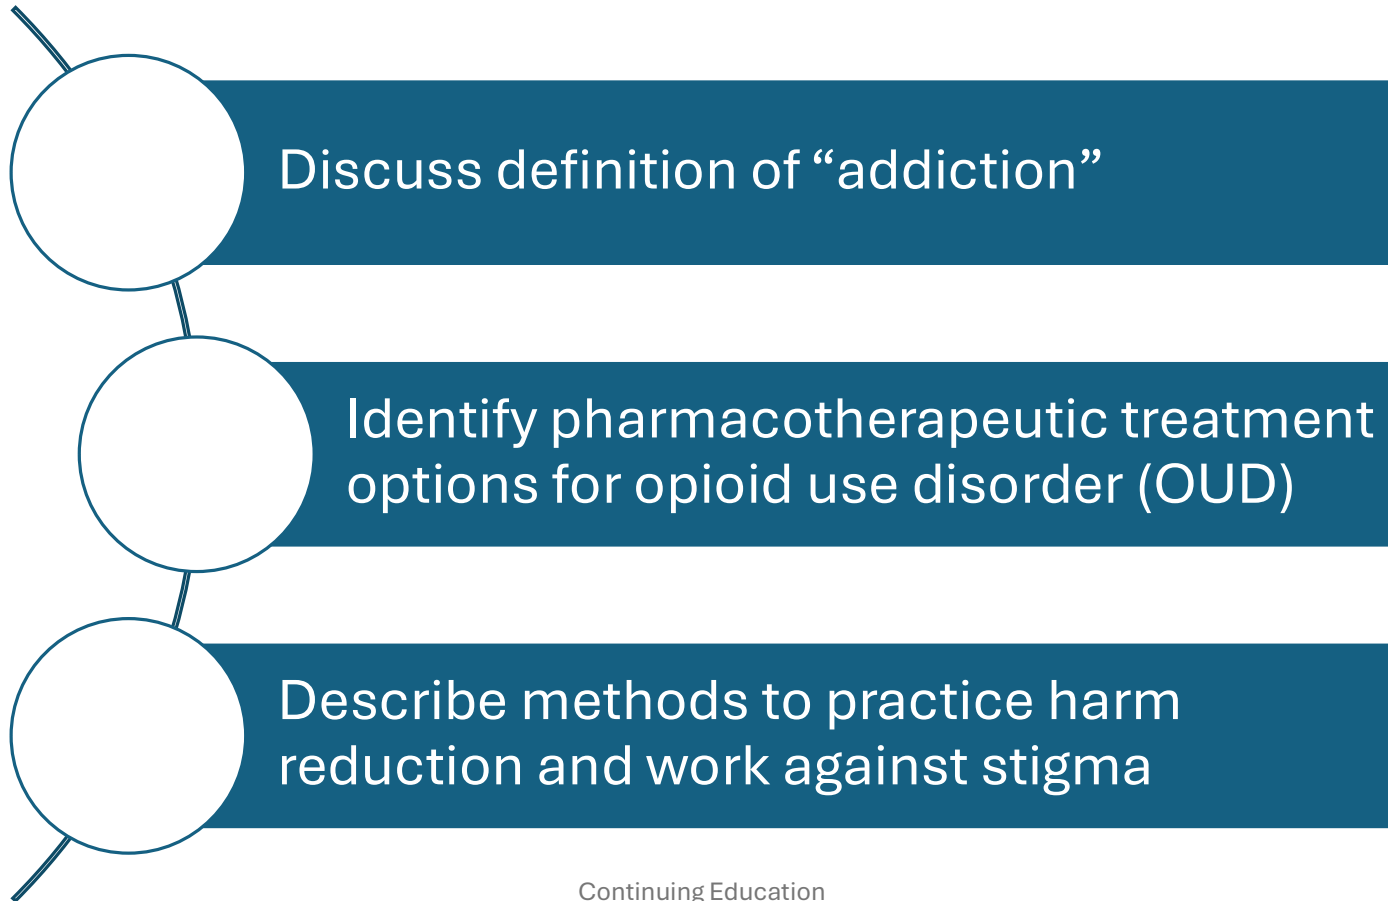 Discuss definition of “addiction”
Identify pharmacotherapeutic treatment
options for opioid use disorder (OUD)
Describe methods to practice harm
reduction and work against stigma
Continuing Education